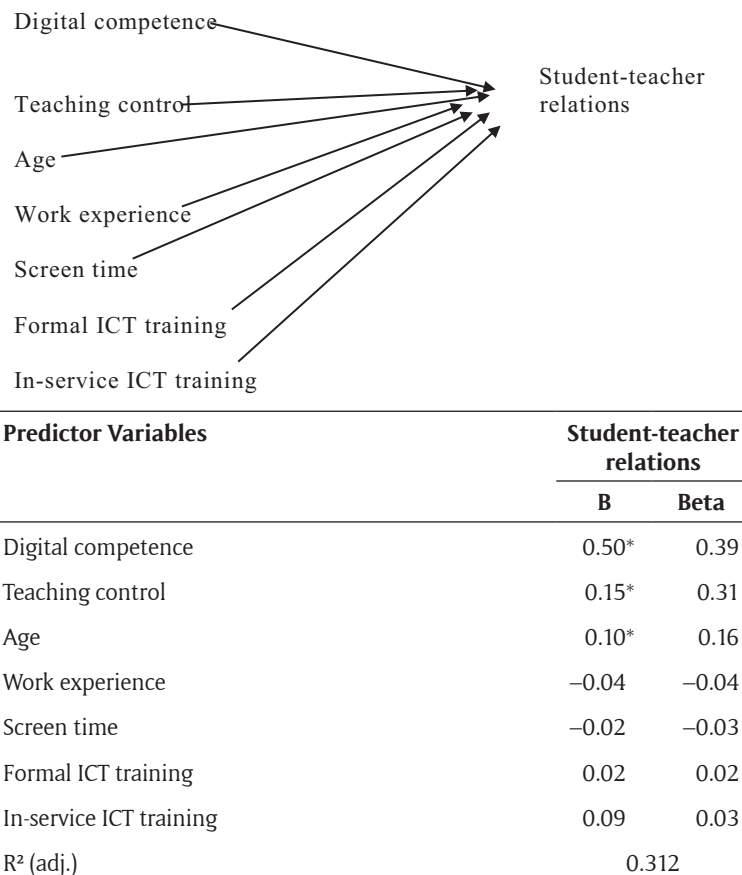 Digital competence
Student-teacher
relations
Teaching control
Age
Work experience
Screen time
Formal ICT training
In-service ICT training
Predictor Variables Student-teacher
relations
B Beta
Digital competence 0.50* 0.39
Teaching control 0.15* 0.31
Age 0.10* 0.16
Work experience −0.04 −0.04
Screen time −0.02 −0.03
Formal ICT training 0.02 0.02
In-service ICT training 0.09 0.03
R² (adj.) 0.312